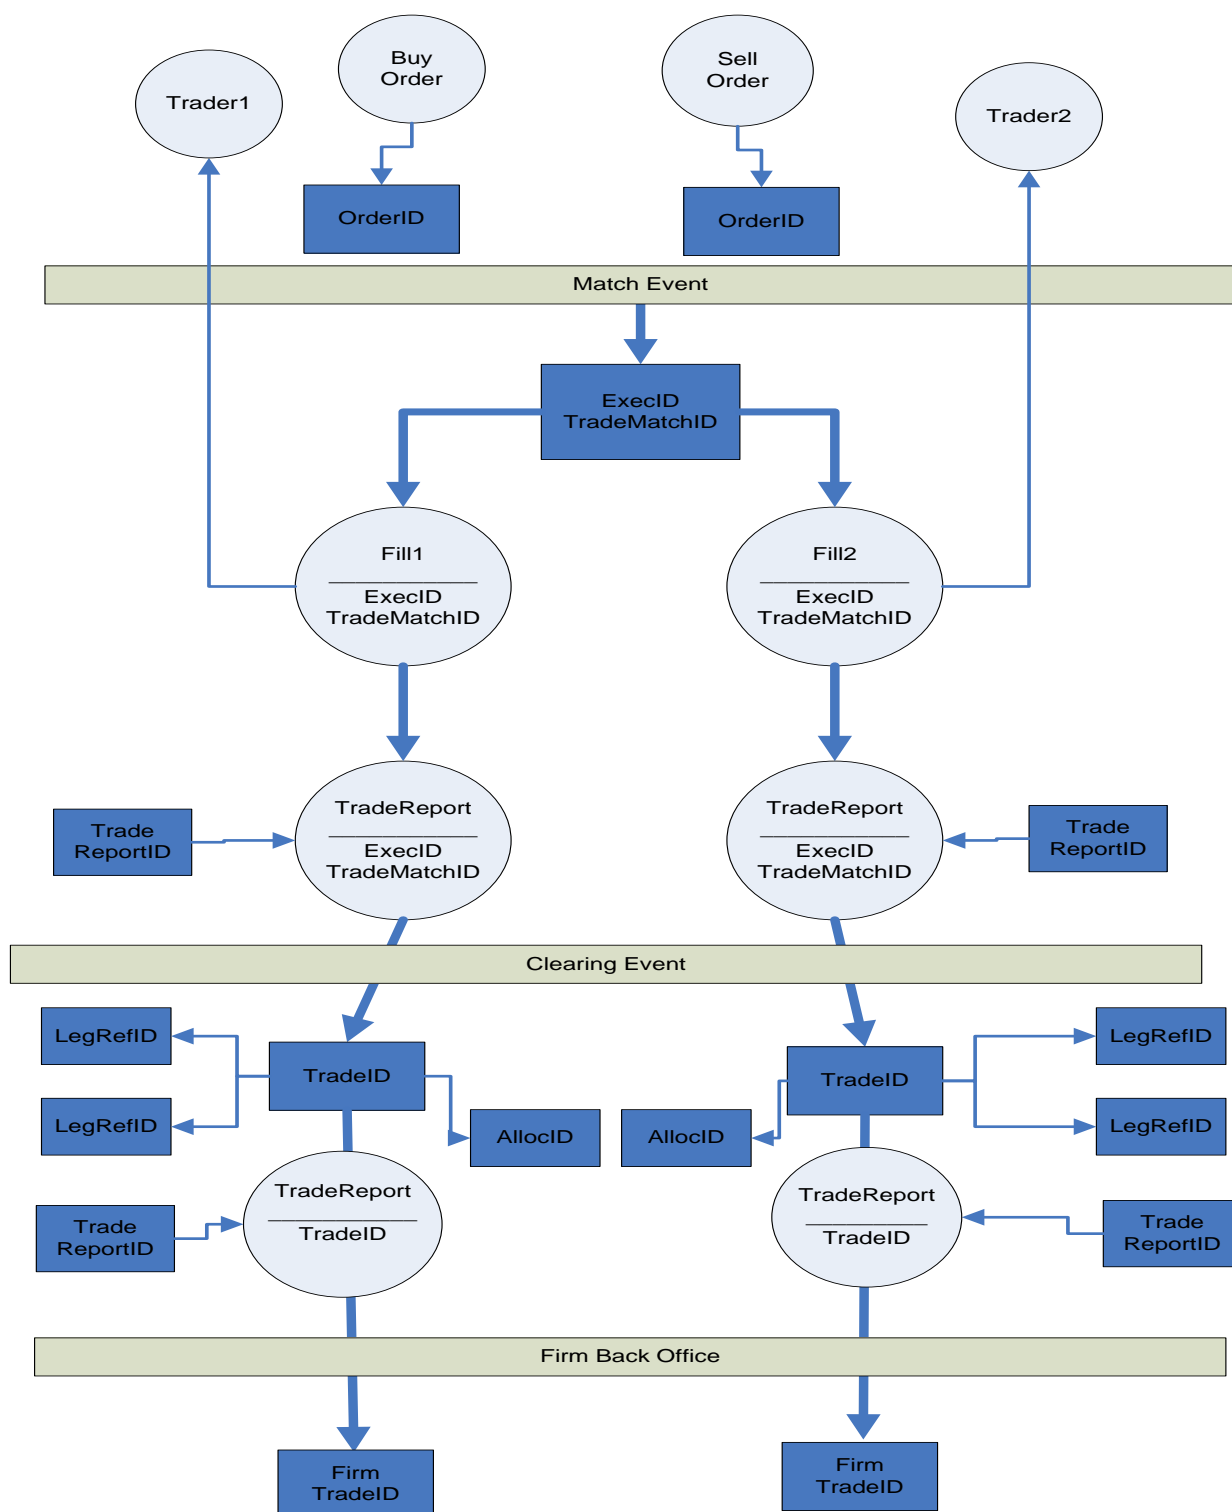 Buy
Order
Sell
Order
Trader1
Trader2
OrderID
OrderID
Match Event
ExecID
TradeMatchID
Fill1
ExecID
TradeMatchID
Fill2
ExecID
TradeMatchID
TradeReport
ExecID
TradeMatchID
TradeReport
ExecID
TradeMatchID
Trade
ReportID
Trade
ReportID
Clearing Event
LegRefID
LegRefID
TradeID
AllocID
AllocID
TradeID
LegRefID
LegRefID
TradeReport
TradeID
TradeReport
TradeID
Trade
ReportID
Trade
ReportID
Firm Back Office
Firm
TradeID
Firm
TradeID